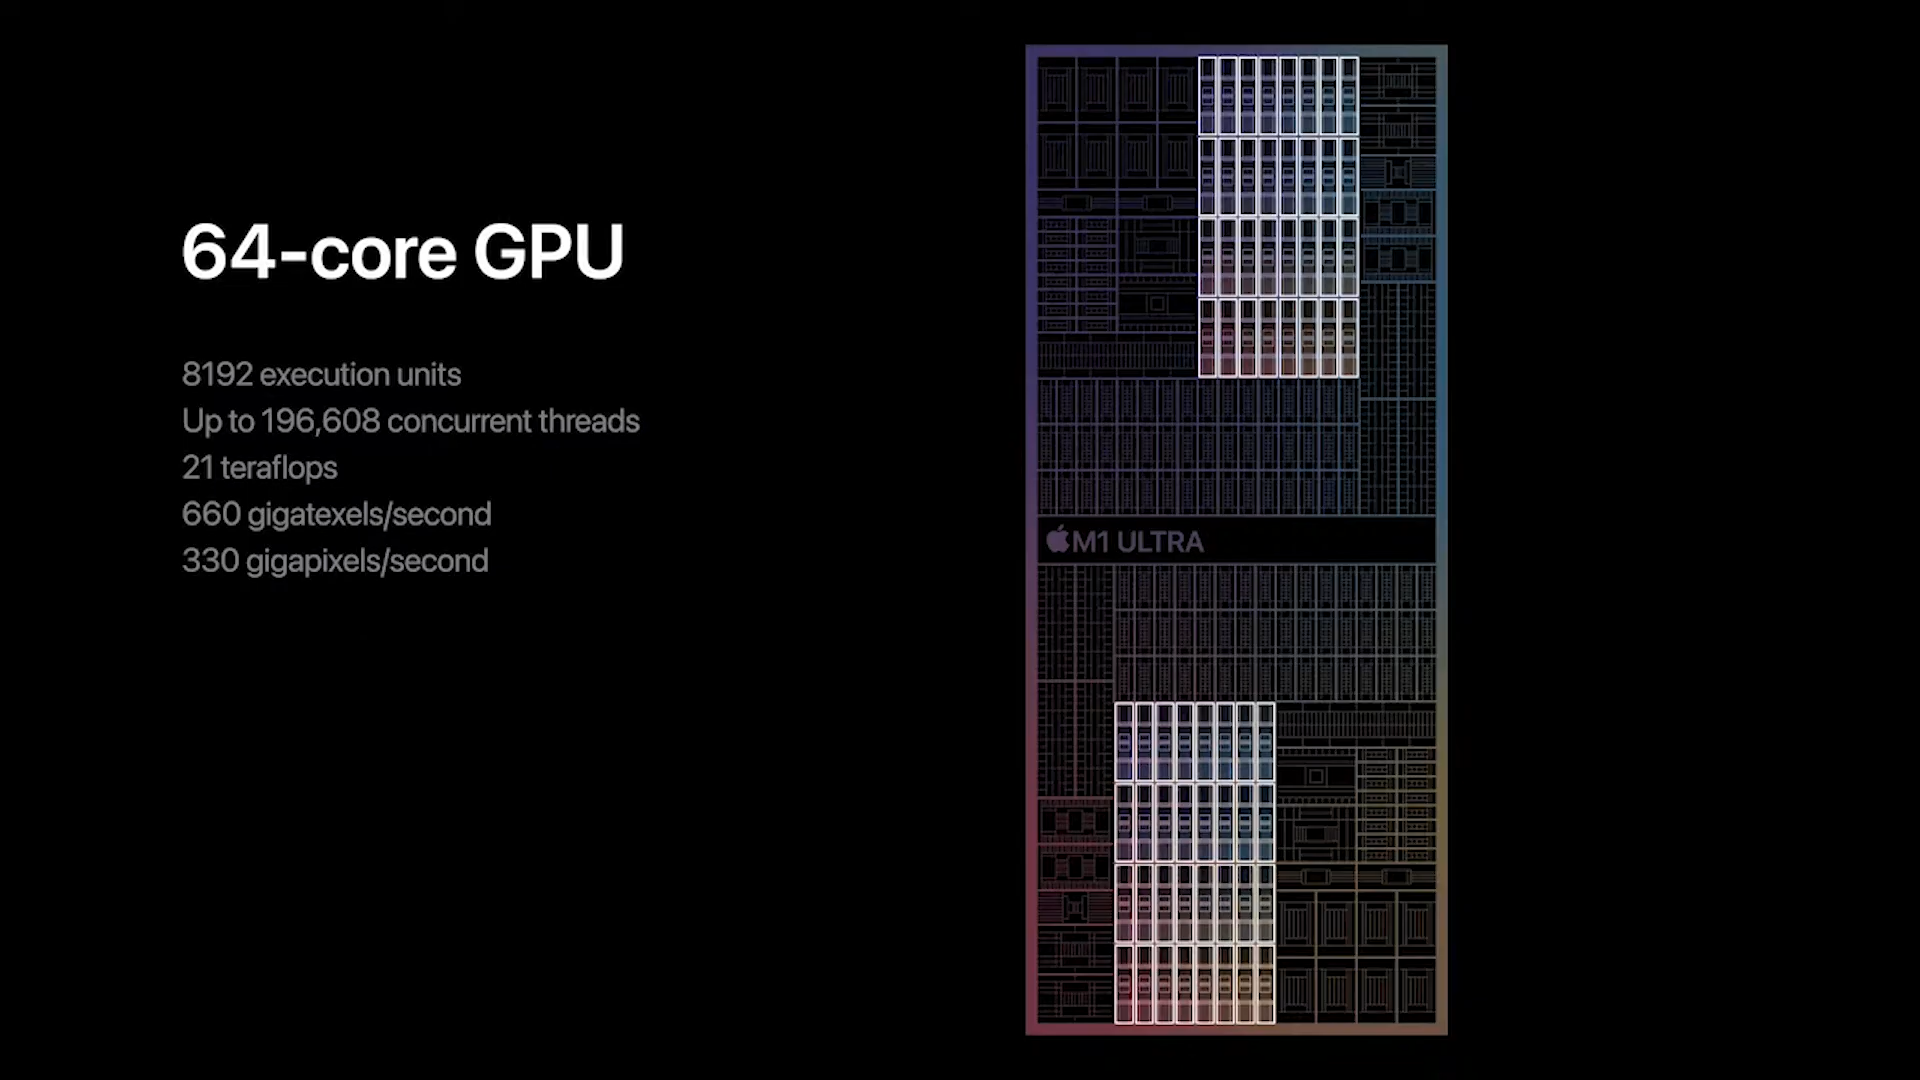 64-core GPU
8192 execution units
Up to 196,608 concurrent threads
21 teraflops
660 gigatexels/second
330 gigapixels/second
M1 ULTRA